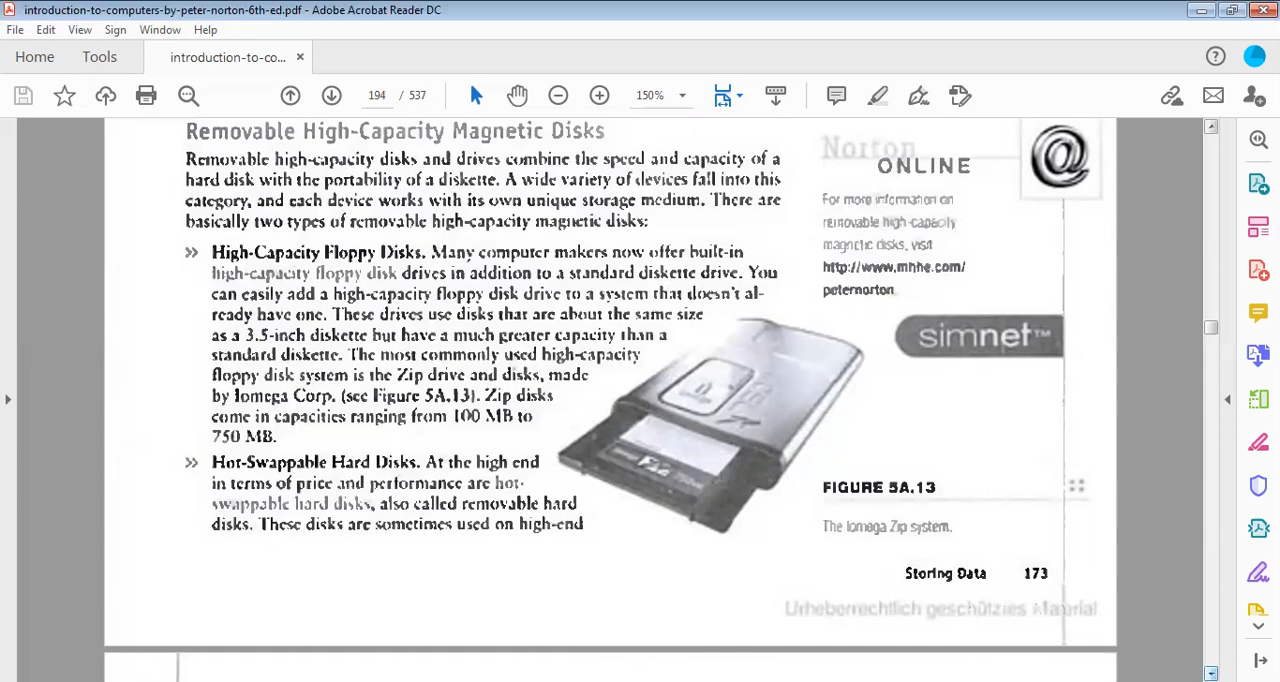 introduction-to-computers-by-peter-norton-6th-ed.pdf - Adobe Acrobat Reader DC
File Edit View Sign Window Help
Home Tools introduction-to-co... ×
194 / 537 150%
Removable High-Capacity Magnetic Disks
Removable high-capacity disks and drives combine the speed and capacity of a
hard disk with the portability of a diskette. A wide variety of devices fall into this
category, and each device works with its own unique storage medium. There are
basically two types of removable high-capacity magnetic disks:
» High-Capacity Floppy Disks. Many computer makers now offer built-in
high-capacity floppy disk drives in addition to a standard diskette drive. You
can easily add a high-capacity floppy disk drive to a system that doesn't al-
ready have one. These drives use disks that are about the same size
as a 3.5-inch diskette but have a much greater capacity than a
standard diskette. The most commonly used high-capacity
floppy disk system is the Zip drive and disks, made
by Iomega Corp. (see Figure 5A.13). Zip disks
come in capacities ranging from 100 MB to
750 MB.
» Hot-Swappable Hard Disks. At the high end
in terms of price and performance are hot-
swappable hard disks, also called removable hard
disks. These disks are sometimes used on high-end
Norton
ONLINE
@
For more information on
removable high-capacity
magnetic disks, visit
http://www.mhhe.com/
peternorton
simnet™
FIGURE 5A.13
The Iomega Zip system.
Storing Data 173
Urheberrechtlich geschütztes Material